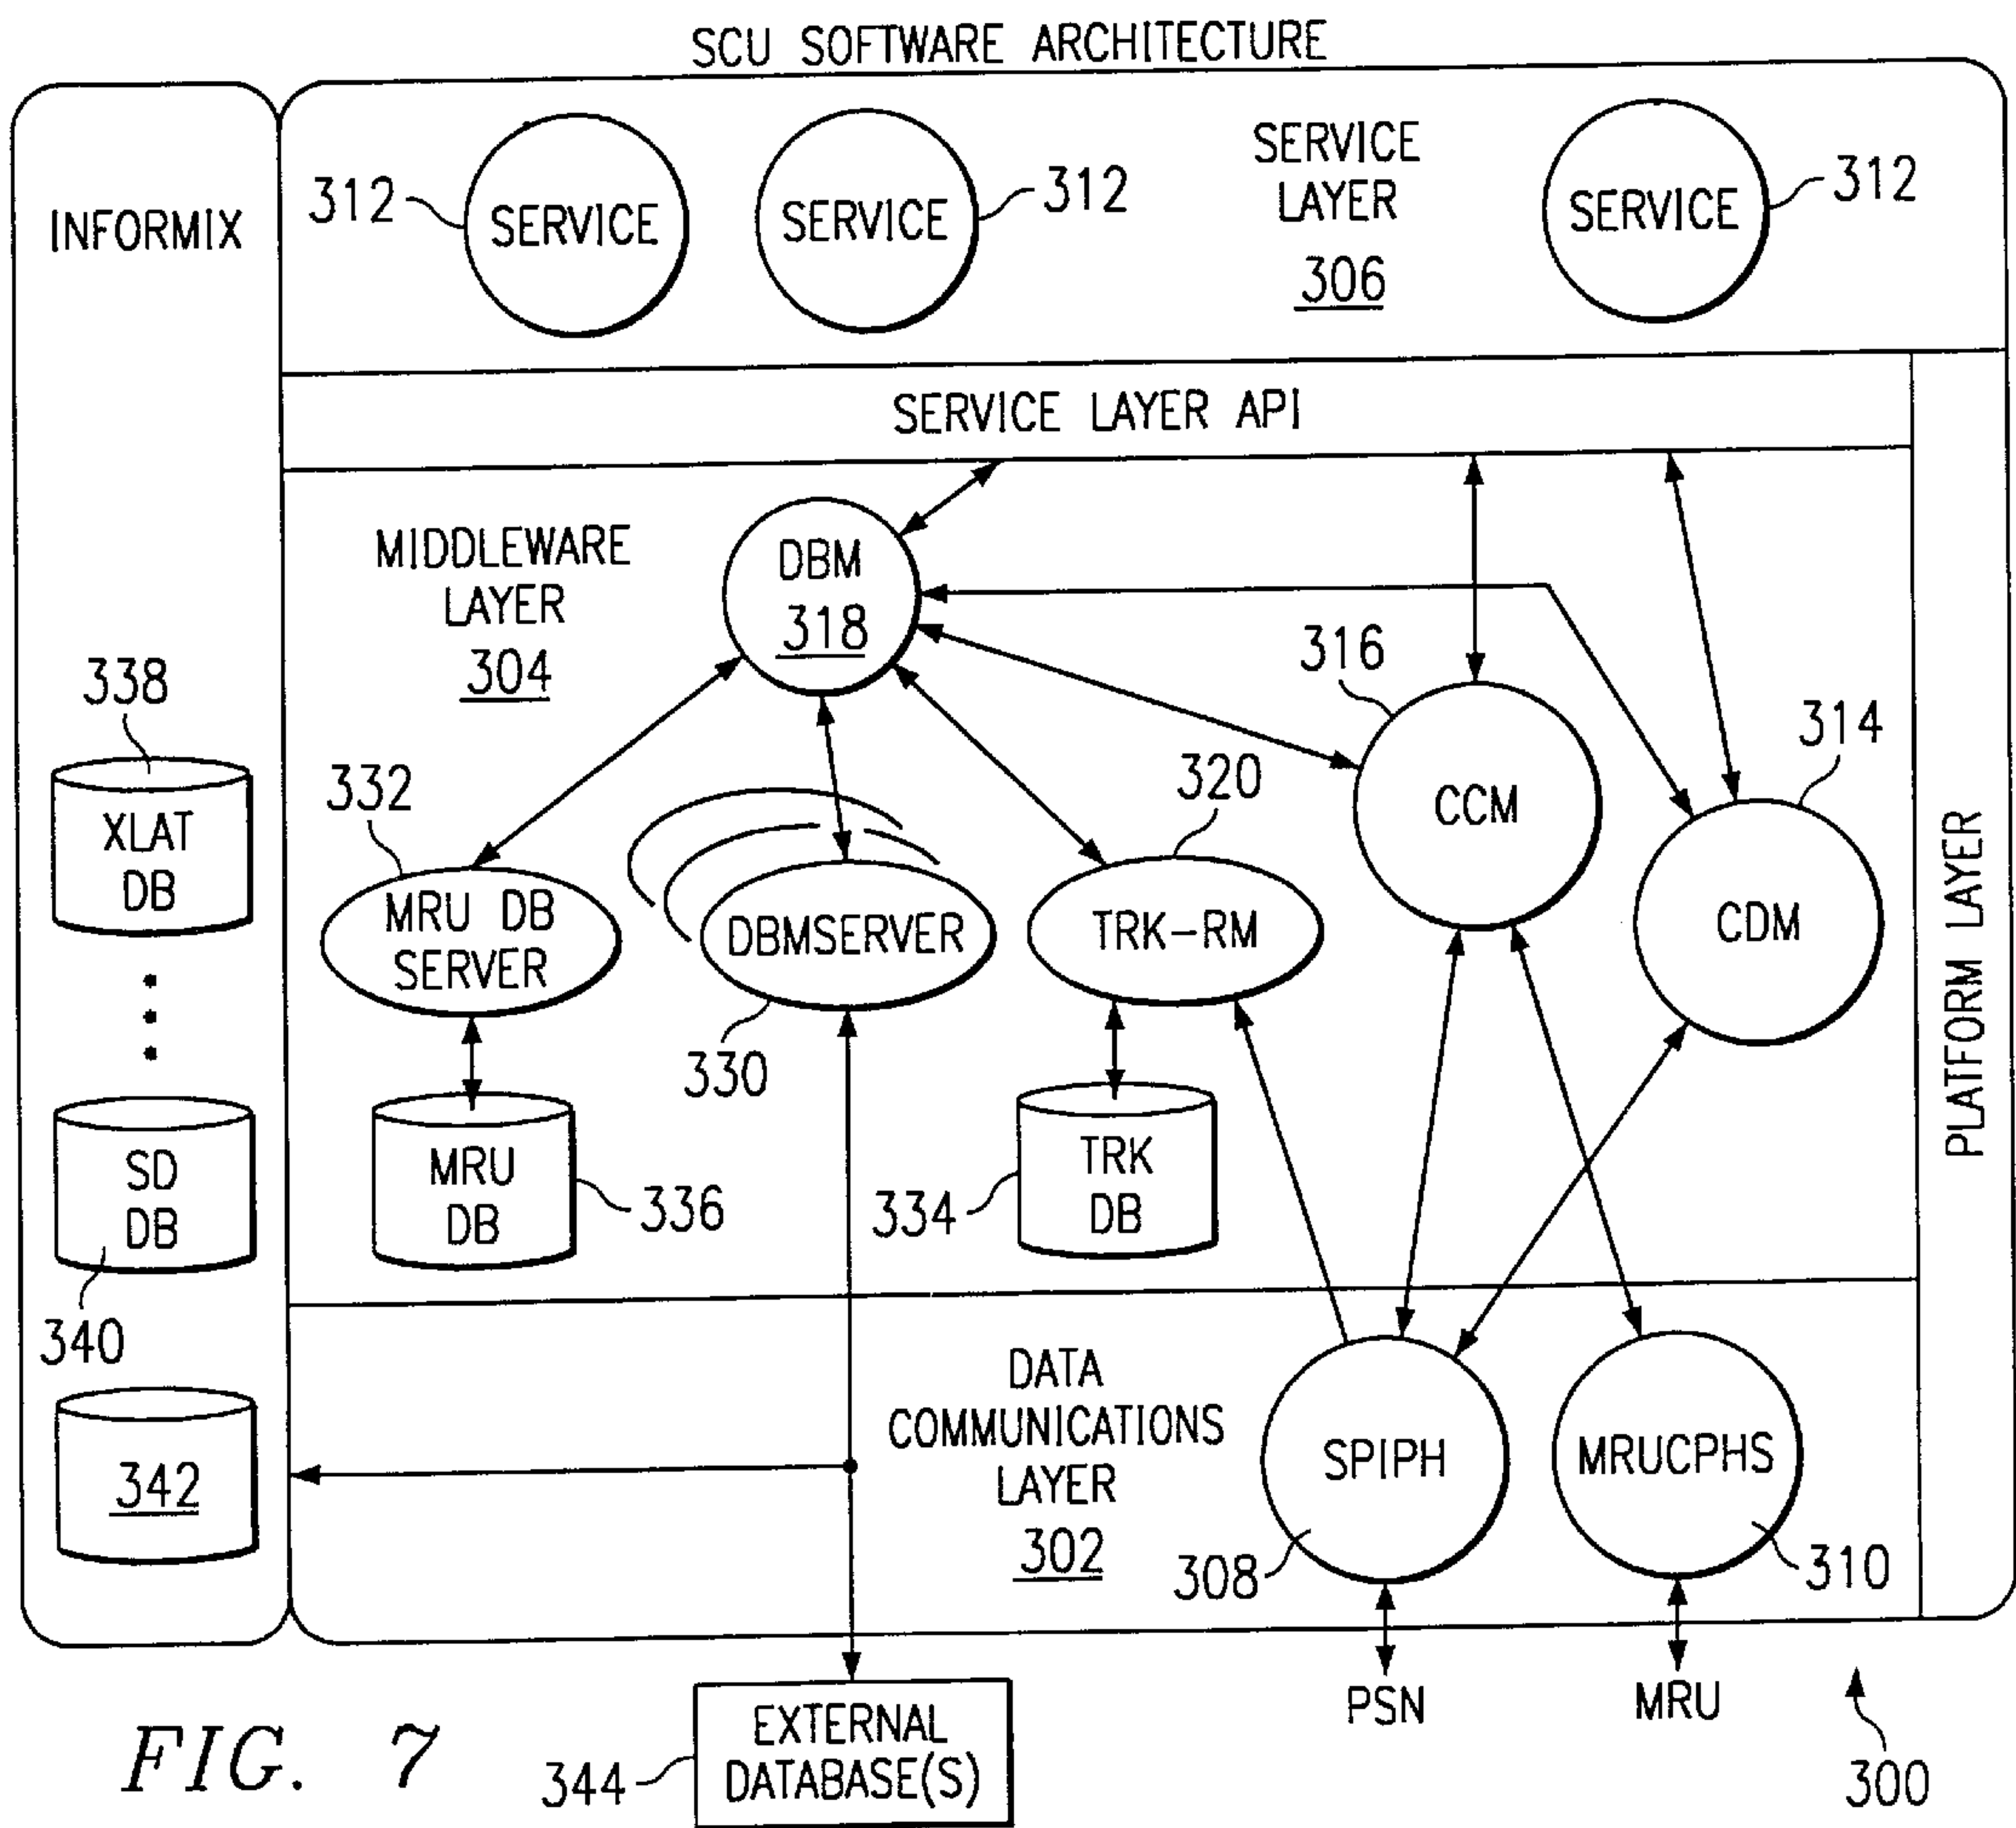 SCU SOFTWARE ARCHITECTURE
INFORMIX
312
SERVICE
SERVICE
312
SERVICE
LAYER
306
SERVICE
312
SERVICE LAYER API
MIDDLEWARE
LAYER
304
DBM
318
316
314
338
XLAT
DB
332
320
CCM
CDM
MRU DB
SERVER
DBMSERVER
TRK-RM
330
PLATFORM LAYER
SD
DB
340
MRU
DB
336
334
TRK
DB
342
DATA
COMMUNICATIONS
LAYER
302
SPIPH
308
MRUCPHS
310
PSN
MRU
300
EXTERNAL
DATABASE(S)
344
FIG. 7